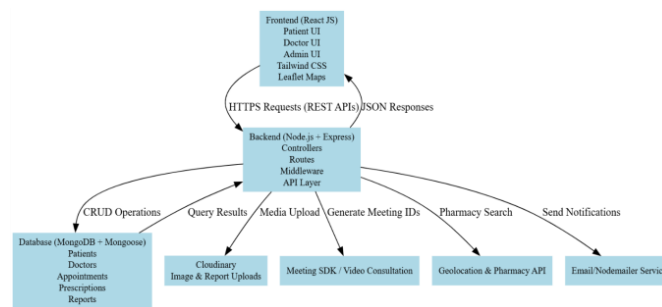 Frontend (React JS)
Patient UI
Doctor UI
Admin UI
Tailwind CSS
Leaflet Maps
HTTPS Requests (REST APIs)
JSON Responses
Backend (Node.js + Express)
Controllers
Routes
Middleware
API Layer
CRUD Operations
Query Results
Media Upload
Generate Meeting IDs
Pharmacy Search
Send Notifications
Database (MongoDB + Mongoose)
Patients
Doctors
Appointments
Prescriptions
Reports
Cloudinary
Image & Report Uploads
Meeting SDK / Video Consultation
Geolocation & Pharmacy API
Email/Nodemailer Service